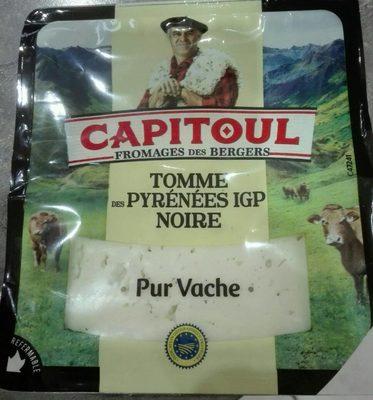 CAPITOUL
FROMAGES DES BERGERS
TOMME
DES PYRÉNÉES IGP
NOIRE
Pur Vache
REFERMABLE